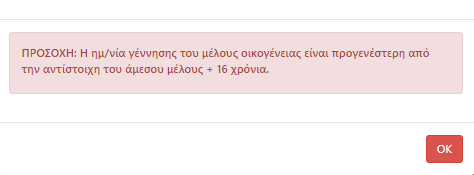 ΠΡΟΣΟΧΗ: Η ημ/νία γέννησης του μέλους οικογένειας είναι προγενέστερη από
την αντίστοιχη του άμεσου μέλους + 16 χρόνια.
OK